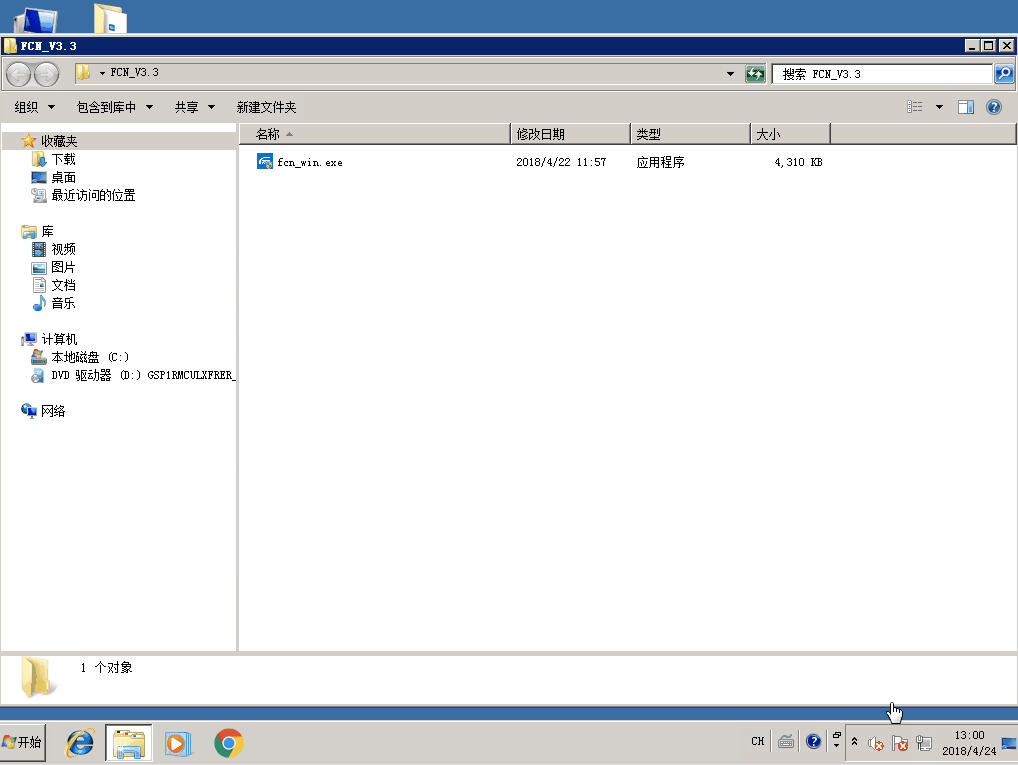 FCN_V3.3
FCN_V3.3
搜索 FCN_V3.3
组织 包含到库中 共享 新建文件夹
名称 修改日期 类型 大小
fcn_win.exe 2018/4/22 11:57 应用程序 4,310 KB
收藏夹
下载
桌面
最近访问的位置
库
视频
图片
文档
音乐
计算机
本地磁盘 (C:)
DVD 驱动器 (D:) GSP1RMCULXFRER_
网络
1 个对象
开始
CH
13:00
2018/4/24